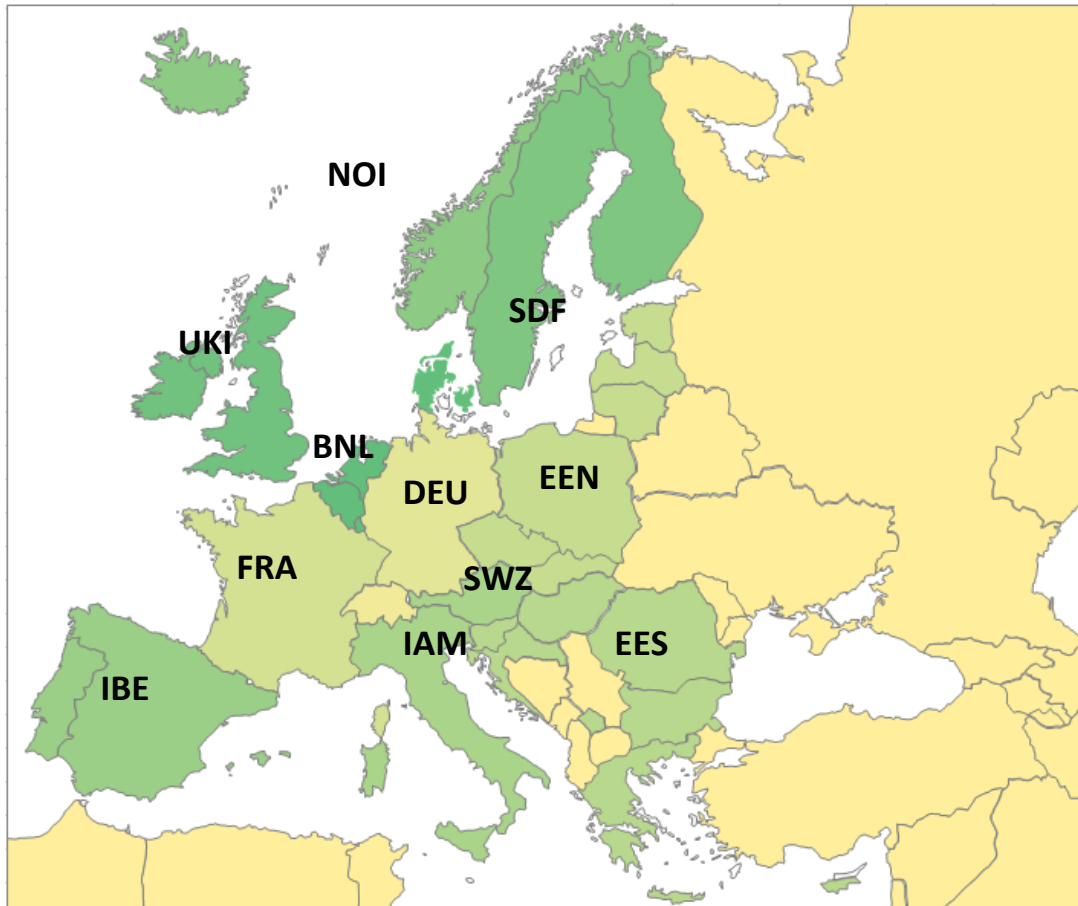 NOI
SDF
UKI
BNL
DEU
EEN
FRA
SWZ
IAM
EES
IBE